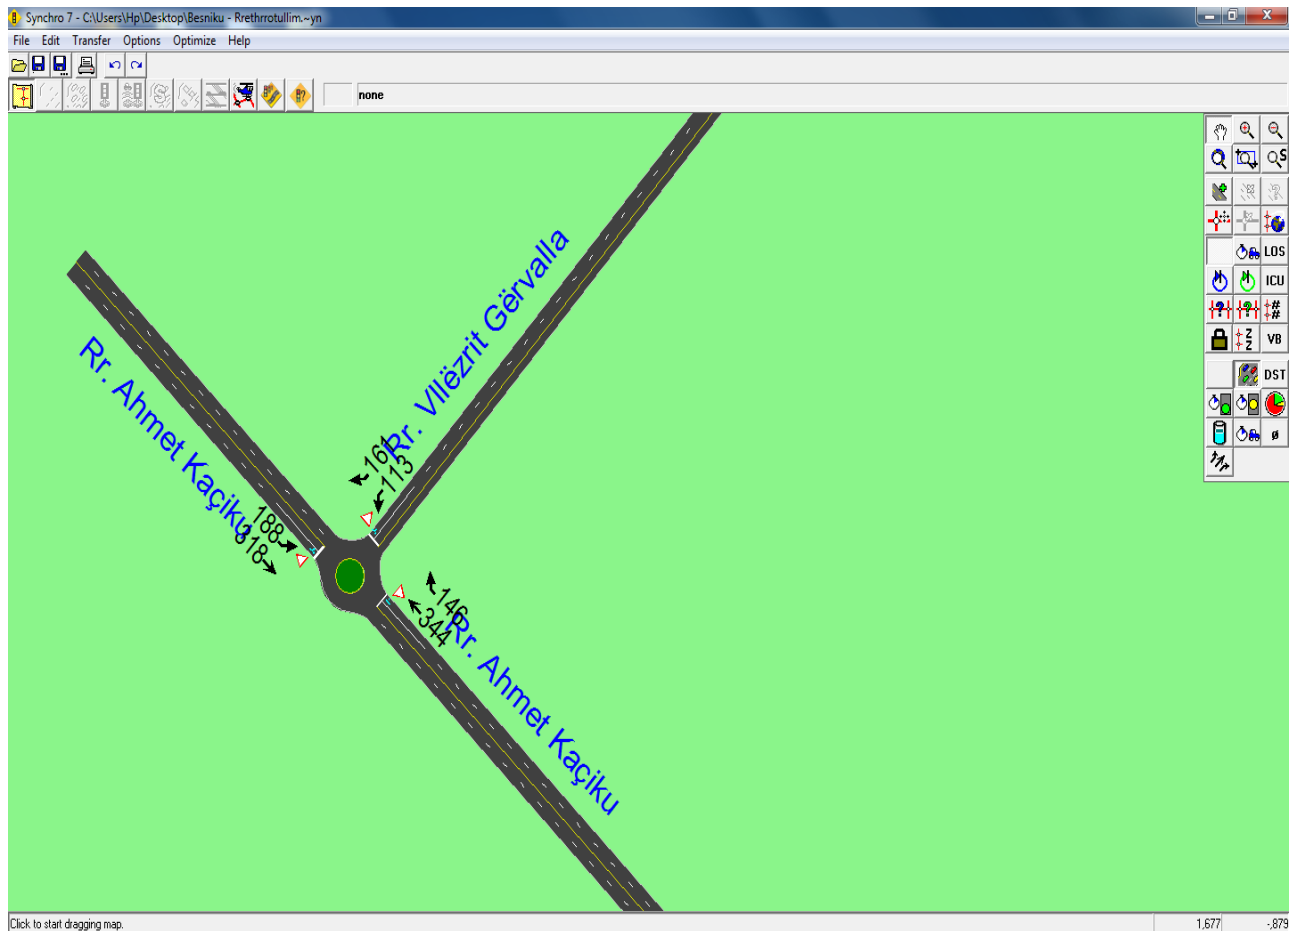 Synchro 7 - C:\Users\Hp\Desktop\Besniku - Rrethrrotullim.~yn
File Edit Transfer Options Optimize Help
none
LOS
ICU
VB
DST
Rr. Vllëzrit Gërvalla
Rr. Ahmet Kaçiku
161
113
188
318
146
344
Rr. Ahmet Kaçiku
Click to start dragging map.
1,677 -,879